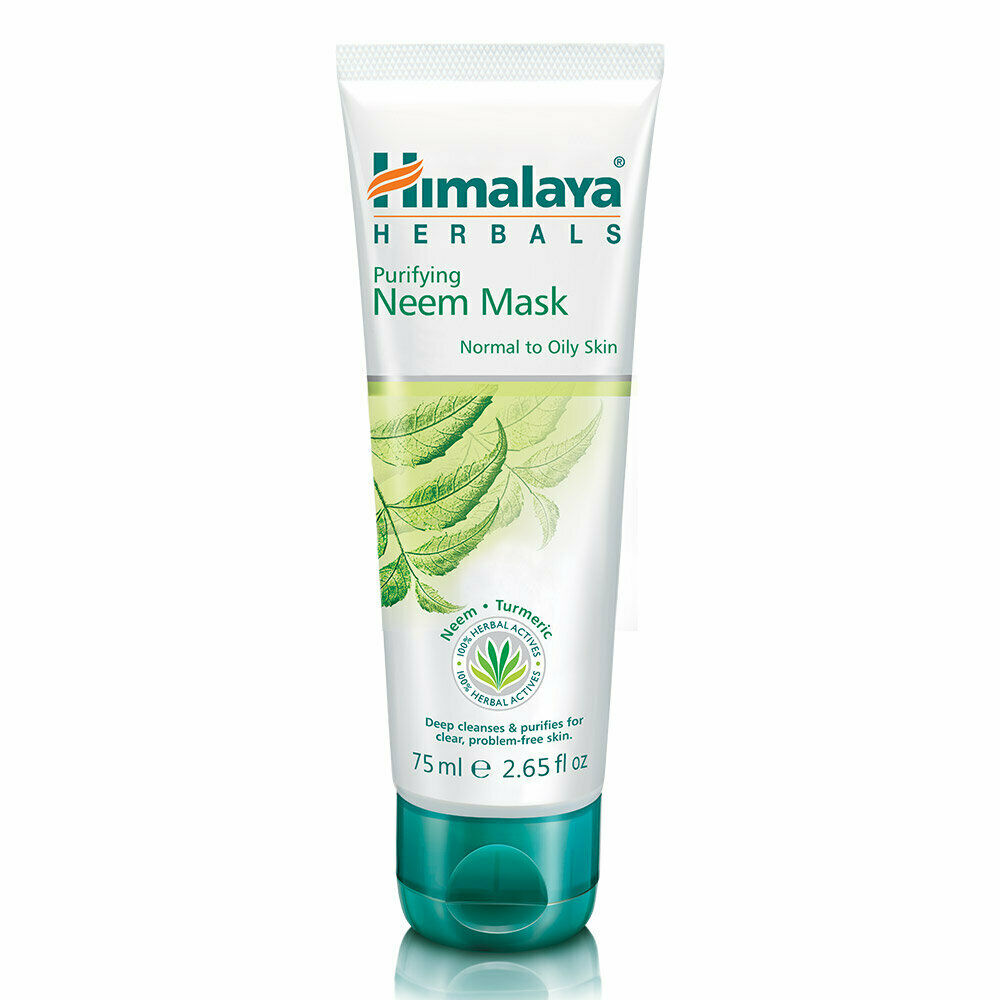 Himalaya®
HERBALS
Purifying
Neem Mask
Normal to Oily Skin
Neem • Turmeric
• 100% HERBAL ACTIVES •
100% HERBAL ACTIVES
Deep cleanses & purifies for
clear, problem-free skin.
75 ml ℮ 2.65 fl oz